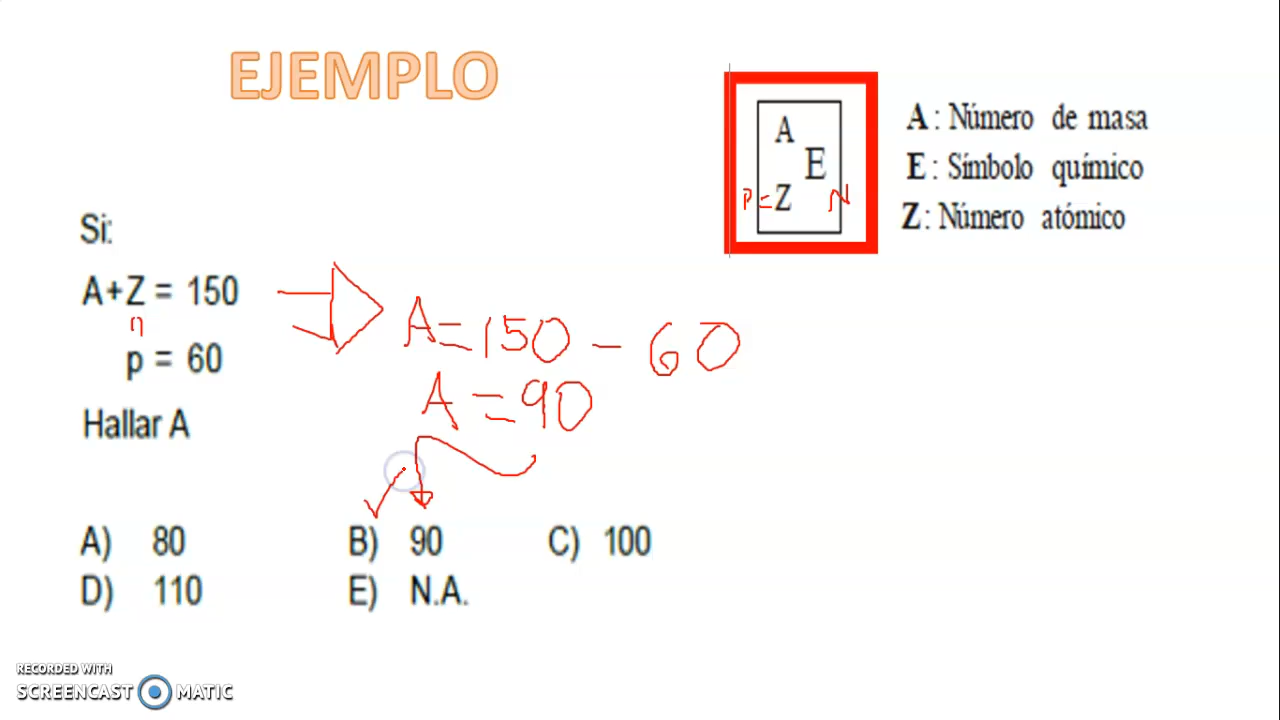 EJEMPLO
A
E
P = Z N
A : Número de masa
E : Símbolo químico
Z : Número atómico
Si:
A+Z = 150
p = 60
Hallar A
A = 150 - 60
A = 90
A) 80 B) 90 C) 100
D) 110 E) N.A.
RECORDED WITH
SCREENCAST MATIC